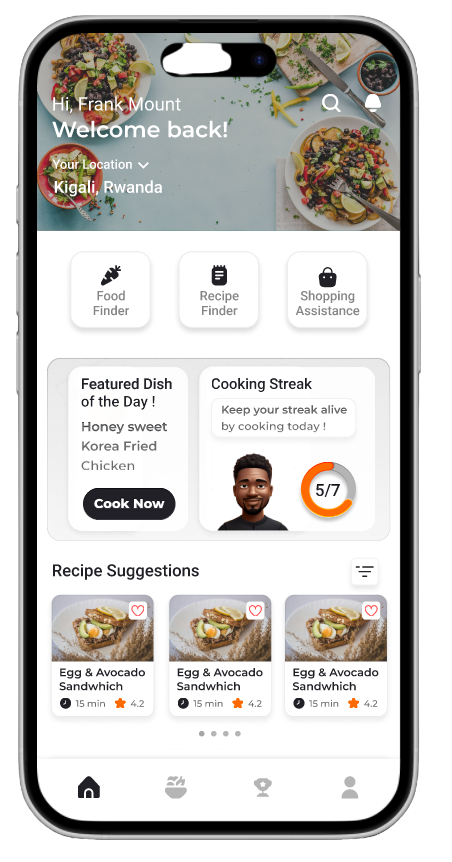 Hi, Frank Mount
Welcome back!
Your Location
Kigali, Rwanda
Food
Finder
Recipe
Finder
Shopping
Assistance
Featured Dish
of the Day !
Honey sweet
Korea Fried
Chicken
Cook Now
Cooking Streak
Keep your streak alive
by cooking today !
5/7
Recipe Suggestions
Egg & Avocado
Sandwhich
15 min 4.2
Egg & Avocado
Sandwhich
15 min 4.2
Egg & Avocado
Sandwhich
15 min 4.2